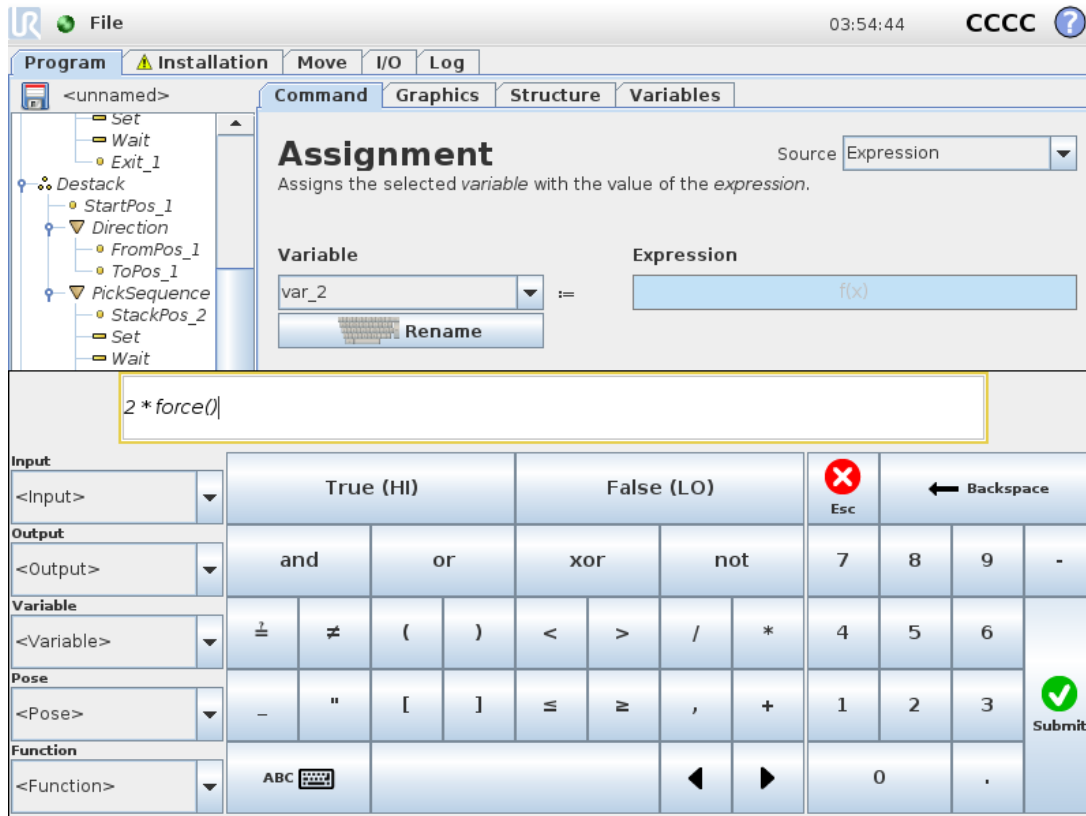 UR File 03:54:44 CCCC ?
Program Installation Move I/O Log
<unnamed> Command Graphics Structure Variables
Set
Wait
Exit_1
Destack
StartPos_1
Direction
FromPos_1
ToPos_1
PickSequence
StackPos_2
Set
Wait
Assignment
Source Expression
Assigns the selected variable with the value of the expression.
Variable Expression
var_2 := f(x)
Rename
2 * force()
Input
<Input>
Output
<Output>
Variable
<Variable>
Pose
<Pose>
Function
<Function>
True (HI) False (LO) Esc Backspace
and or xor not 7 8 9 -
≟ ≠ ( ) < > / * 4 5 6
_ " [ ] ≤ ≥ , + 1 2 3 Submit
ABC 0 .